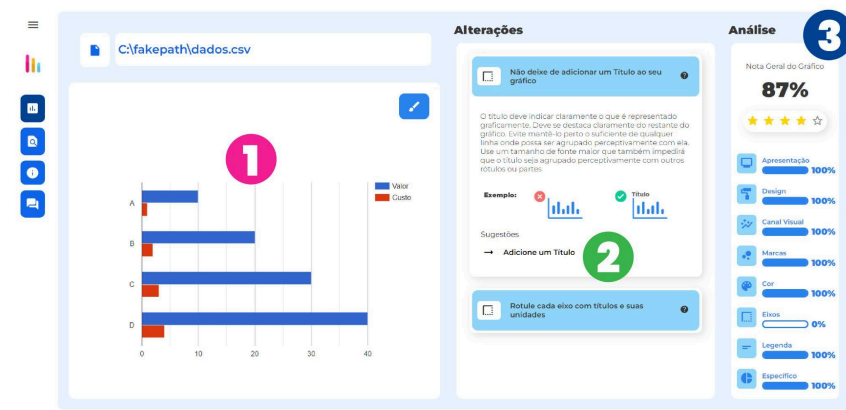 C:\fakepath\dados.csv
1
Valor
Custo
A
B
C
D
0
10
20
30
40
Alterações
Não deixe de adicionar um Título ao seu
gráfico
O título deve indicar claramente o que é representado
graficamente. Deve se destaca claramente do restante do
gráfico. Evite mentê-lo perto o suficiente de qualquer
linha onde possa ser agrupado perceptivamente com ela.
Use um tamanho de fonte maior que também impedirá
que o título seja agrupado perceptivamente com outros
rótulos ou partes
Exemplo:
Título
Sugestões
→ Adicione um Título
2
Rotule cada eixo com títulos e suas
unidades
Análise
3
Nota Geral do Gráfico
87%
Apresentação
100%
Design
100%
Canal Visual
100%
Marcas
100%
Cor
100%
Eixos
0%
Legenda
100%
Específico
100%